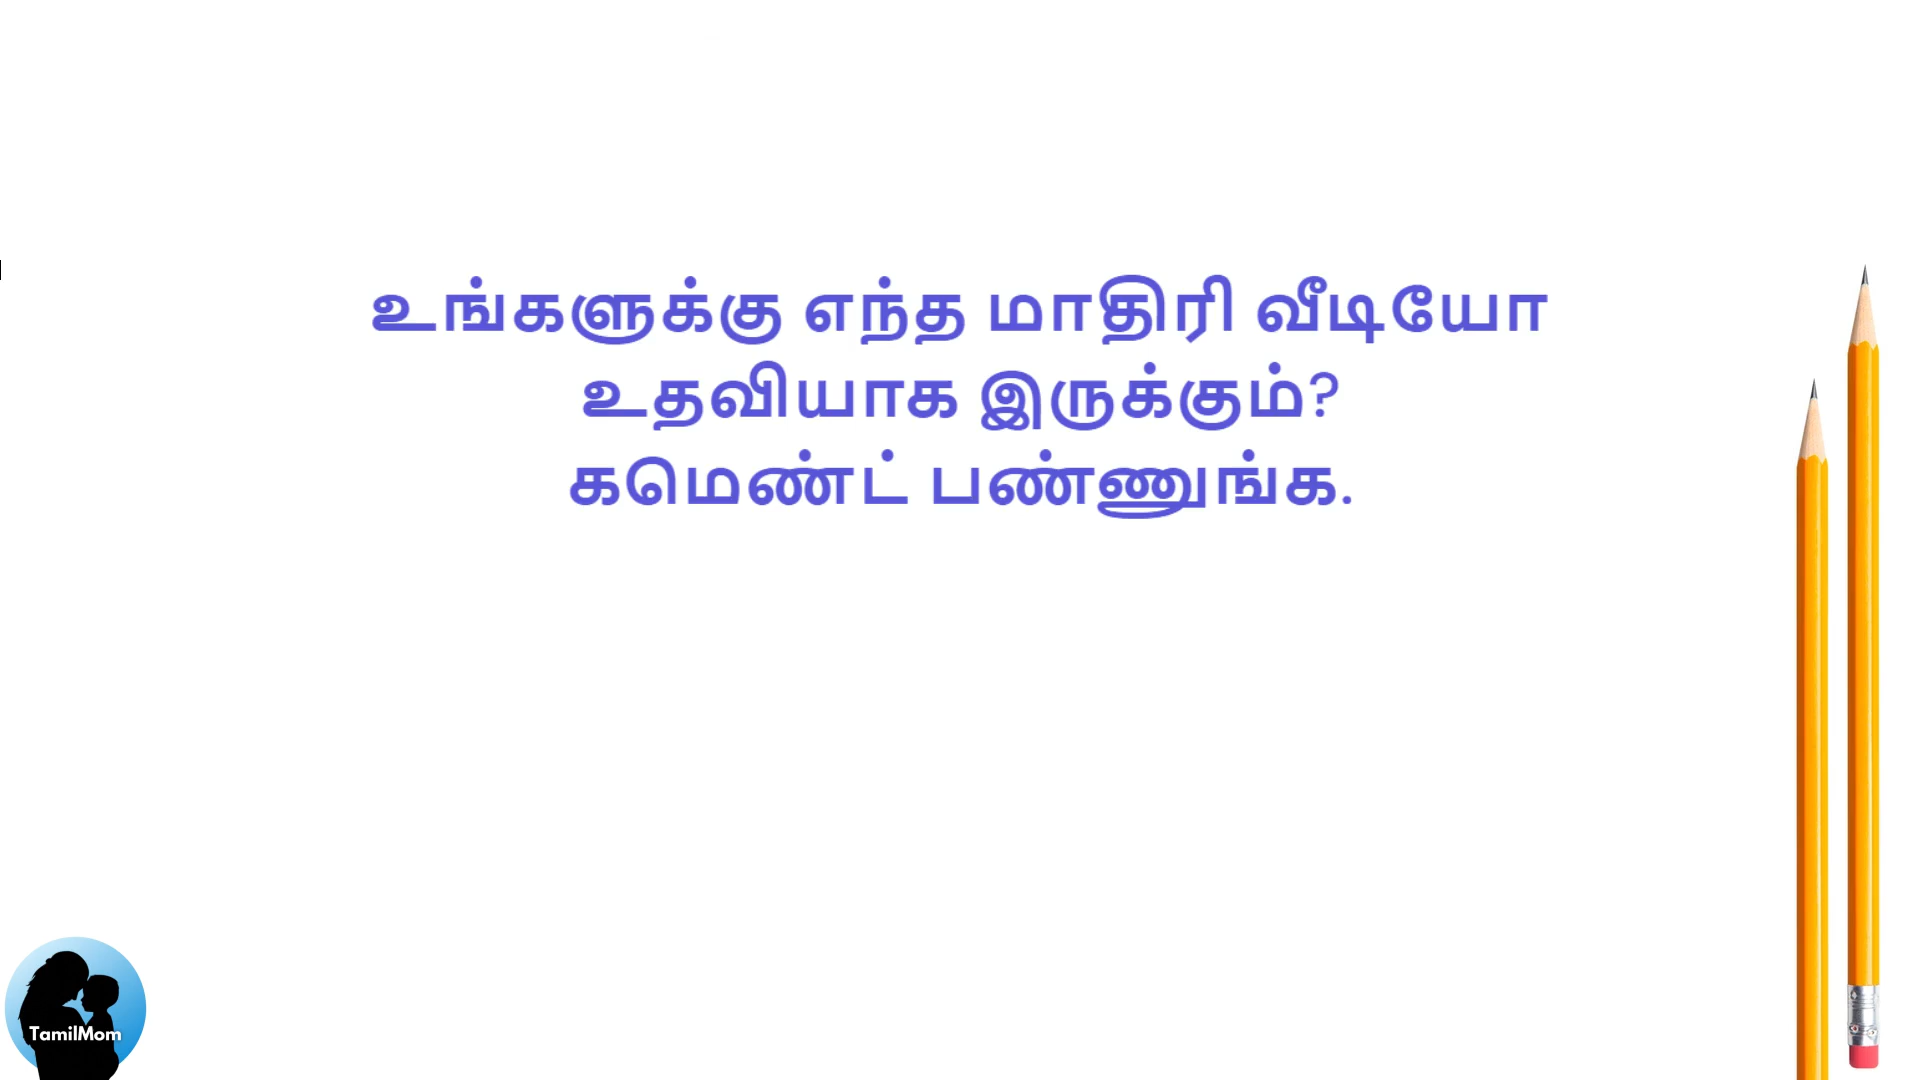 உங்களுக்கு எந்த மாதிரி வீடியோ
உதவியாக இருக்கும்?
கமெண்ட் பண்ணுங்க.
TamilMom